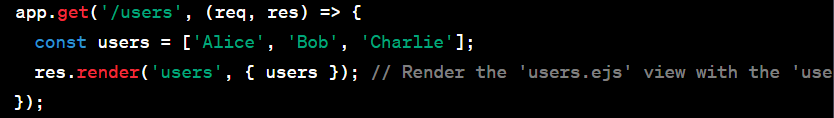 app.get('/users', (req, res) => {
const users = ['Alice', 'Bob', 'Charlie'];
res.render('users', { users }); // Render the 'users.ejs' view with the 'use
});